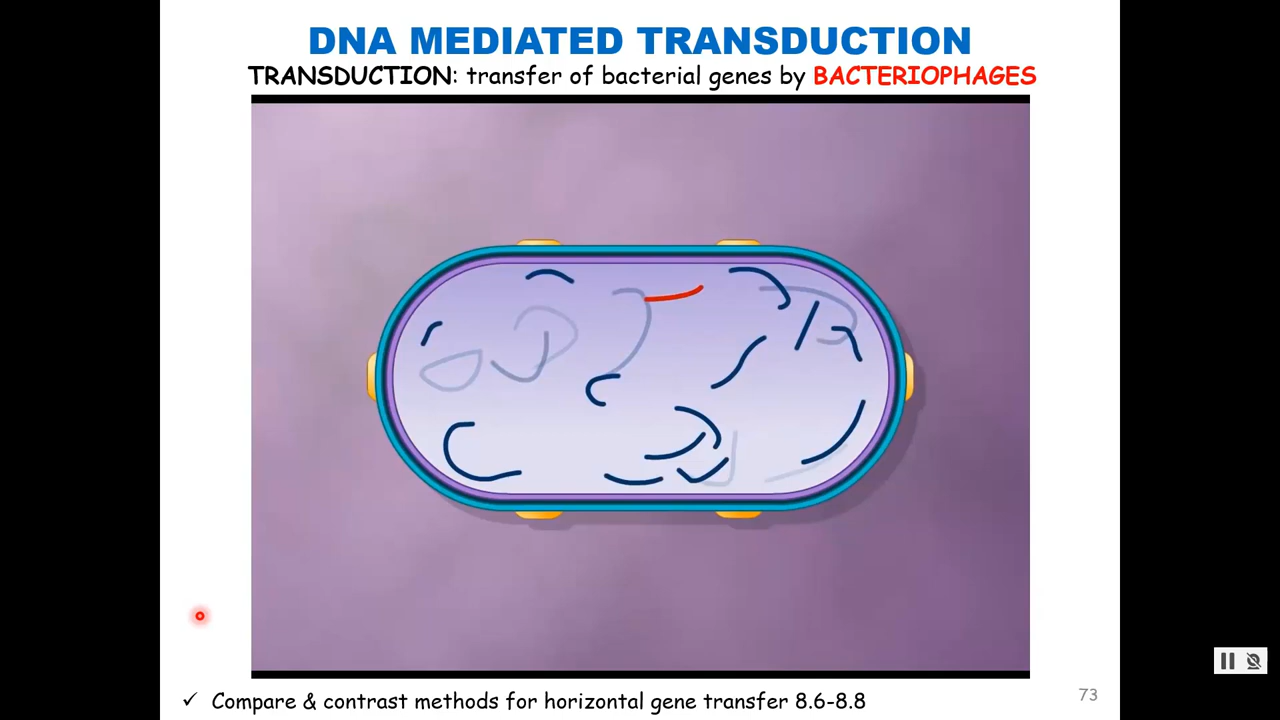 DNA MEDIATED TRANSDUCTION
TRANSDUCTION: transfer of bacterial genes by BACTERIOPHAGES
✓ Compare & contrast methods for horizontal gene transfer 8.6-8.8
73